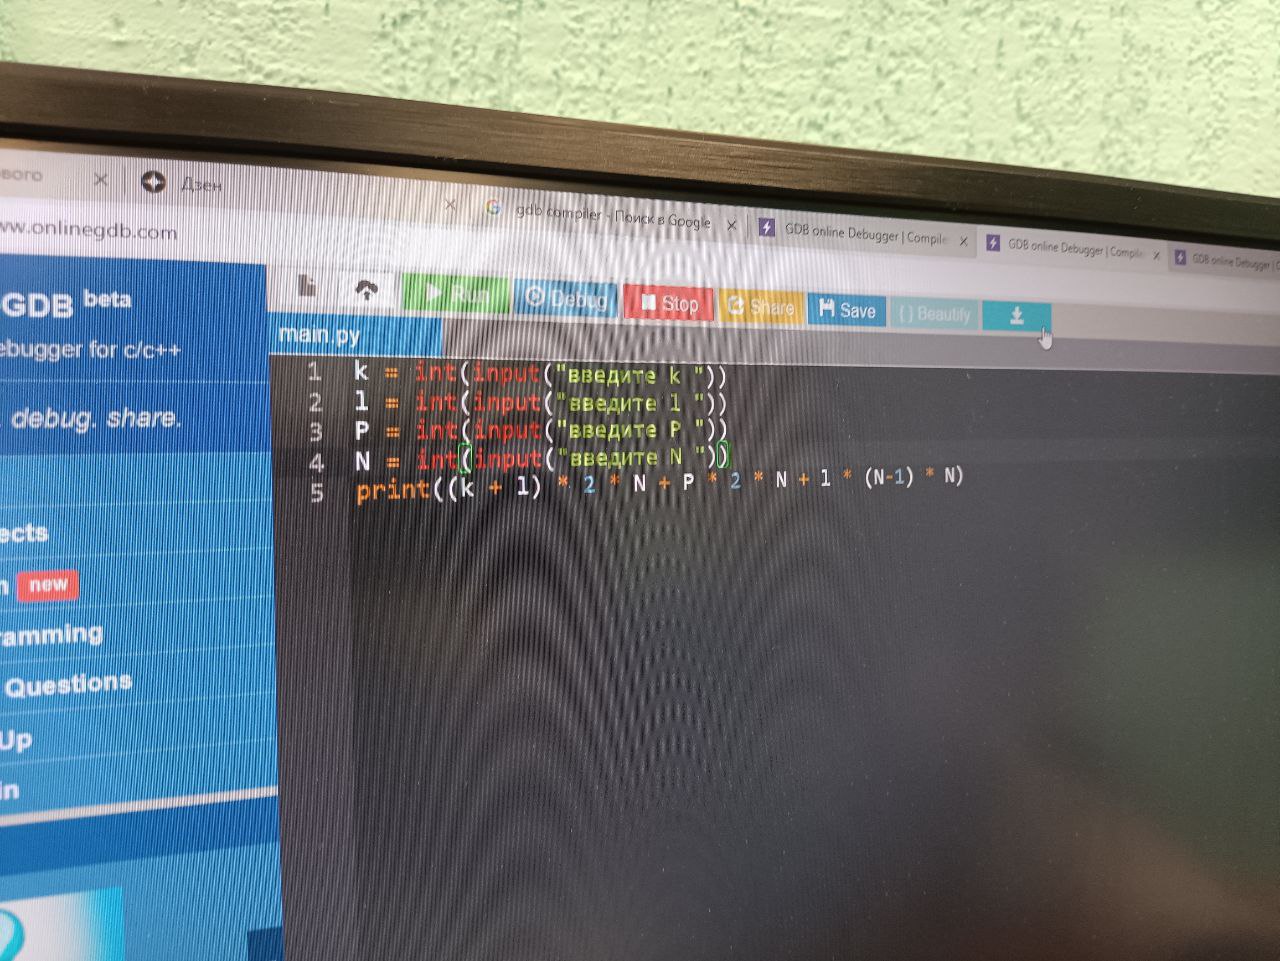 вого
Дзен
gdb compiler - Поиск в Google
GDB online Debugger | Compile
GDB online Debugger | Compile
GDB online Debugger | C
ww.onlinegdb.com
GDB beta
ebugger for c/c++
debug. share.
ects
n new
ramming
Questions
Up
in
Run
Debug
Stop
Share
Save
{ } Beautify
main.py
1 k = int(input("введите k "))
2 l = int(input("введите l "))
3 P = int(input("введите P "))
4 N = int(input("введите N "))
5 print((k + l) * 2 * N + P * 2 * N + l * (N-1) * N)